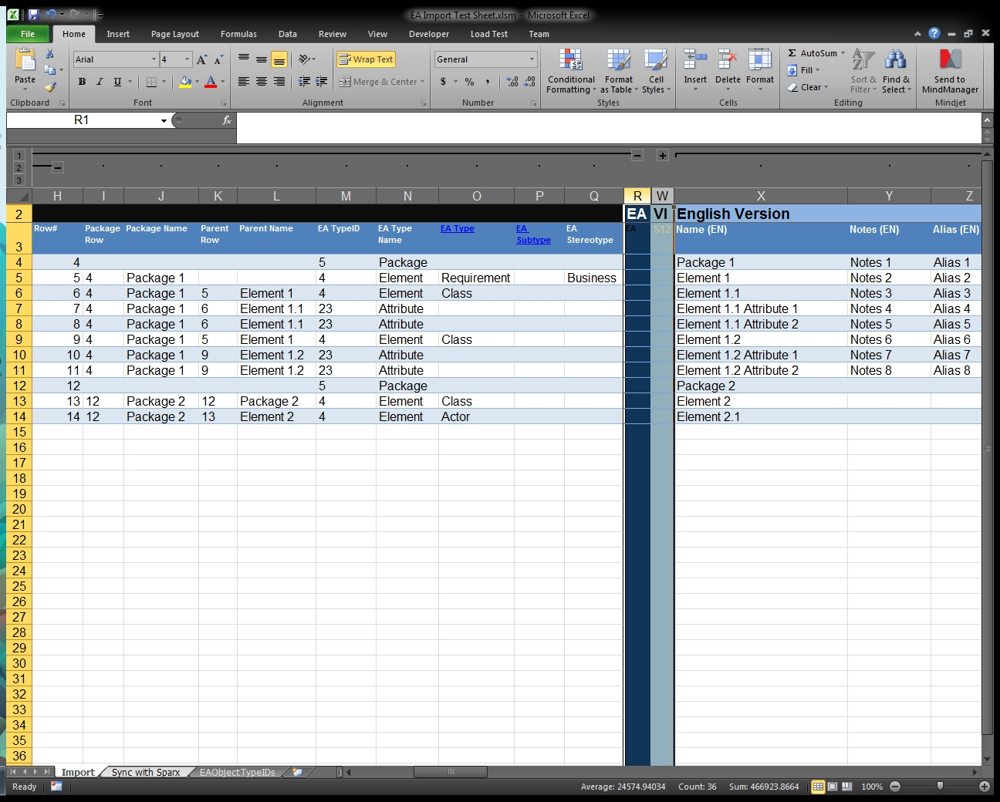 EA Import Test Sheet.xlsm - Microsoft Excel
File Home Insert Page Layout Formulas Data Review View Developer Load Test Team
Arial 4 Wrap Text General Σ AutoSum
Fill
Paste B I U Merge & Center $ % , Conditional Formatting Format as Table Cell Styles Insert Delete Format Clear Sort & Filter Find & Select Send to MindManager
Clipboard Font Alignment Number Styles Cells Editing Mindjet
R1 fx
1
2
3
H I J K L M N O P Q R W X Y Z
2 EA VI English Version
3 Row# Package Row Package Name Parent Row Parent Name EA TypeID EA Type Name EA Type EA Subtype EA Stereotype EA S12 Name (EN) Notes (EN) Alias (EN)
4 4 5 Package Package 1 Notes 1 Alias 1
5 5 4 Package 1 4 Element Requirement Business Element 1 Notes 2 Alias 2
6 6 4 Package 1 5 Element 1 4 Element Class Element 1.1 Notes 3 Alias 3
7 7 4 Package 1 6 Element 1.1 23 Attribute Element 1.1 Attribute 1 Notes 4 Alias 4
8 8 4 Package 1 6 Element 1.1 23 Attribute Element 1.1 Attribute 2 Notes 5 Alias 5
9 9 4 Package 1 5 Element 1 4 Element Class Element 1.2 Notes 6 Alias 6
10 10 4 Package 1 9 Element 1.2 23 Attribute Element 1.2 Attribute 1 Notes 7 Alias 7
11 11 4 Package 1 9 Element 1.2 23 Attribute Element 1.2 Attribute 2 Notes 8 Alias 8
12 12 5 Package Package 2
13 13 12 Package 2 12 Package 2 4 Element Class Element 2
14 14 12 Package 2 13 Element 2 4 Element Actor Element 2.1
15
16
17
18
19
20
21
22
23
24
25
26
27
28
29
30
31
32
33
34
35
36
Import Sync with Sparx EAObjectTypeIDs
Ready Average: 24574.94034 Count: 36 Sum: 466923.8664 100%